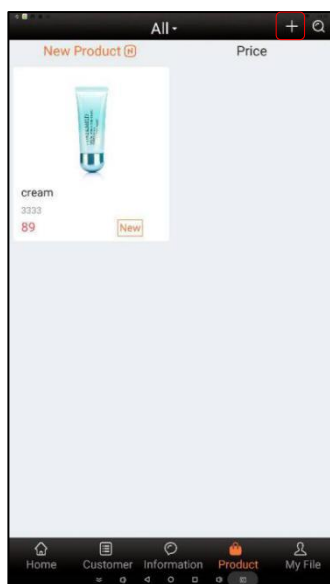 All
New Product N Price
cream
3333
89 New
Home Customer Information Product My File